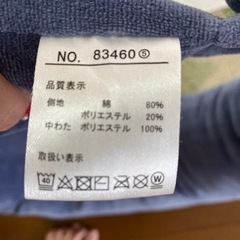 NO. 83460⑤
品質表示
側地 綿 80%
ポリエステル 20%
中わた ポリエステル 100%
取扱い表示
40 W